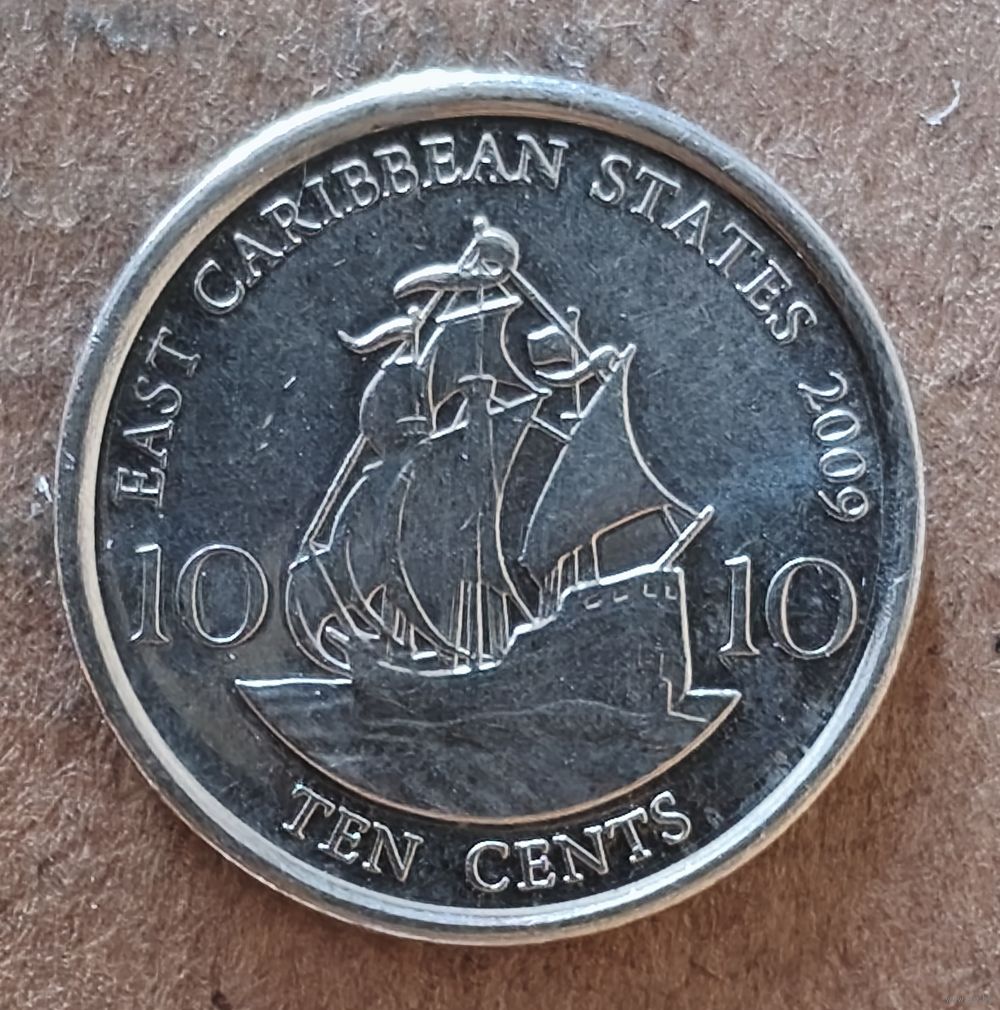 EAST CARIBBEAN STATES 2009
10 10
TEN CENTS